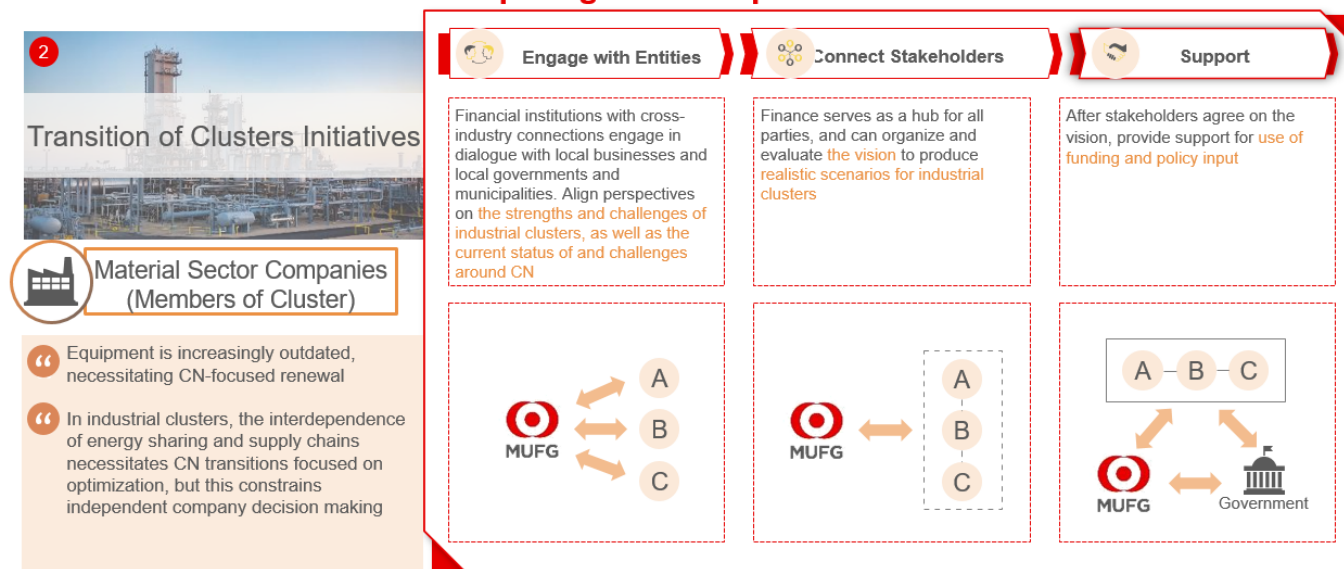 2
Transition of Clusters Initiatives
Material Sector Companies
(Members of Cluster)
“
Equipment is increasingly outdated,
necessitating CN-focused renewal
“
In industrial clusters, the interdependence
of energy sharing and supply chains
necessitates CN transitions focused on
optimization, but this constrains
independent company decision making
Engage with Entities
Financial institutions with cross-
industry connections engage in
dialogue with local businesses and
local governments and
municipalities. Align perspectives
on the strengths and challenges of
industrial clusters, as well as the
current status of and challenges
around CN
A
B
C
MUFG
Connect Stakeholders
Finance serves as a hub for all
parties, and can organize and
evaluate the vision to produce
realistic scenarios for industrial
clusters
A
B
C
MUFG
Support
After stakeholders agree on the
vision, provide support for use of
funding and policy input
A B C
MUFG
Government